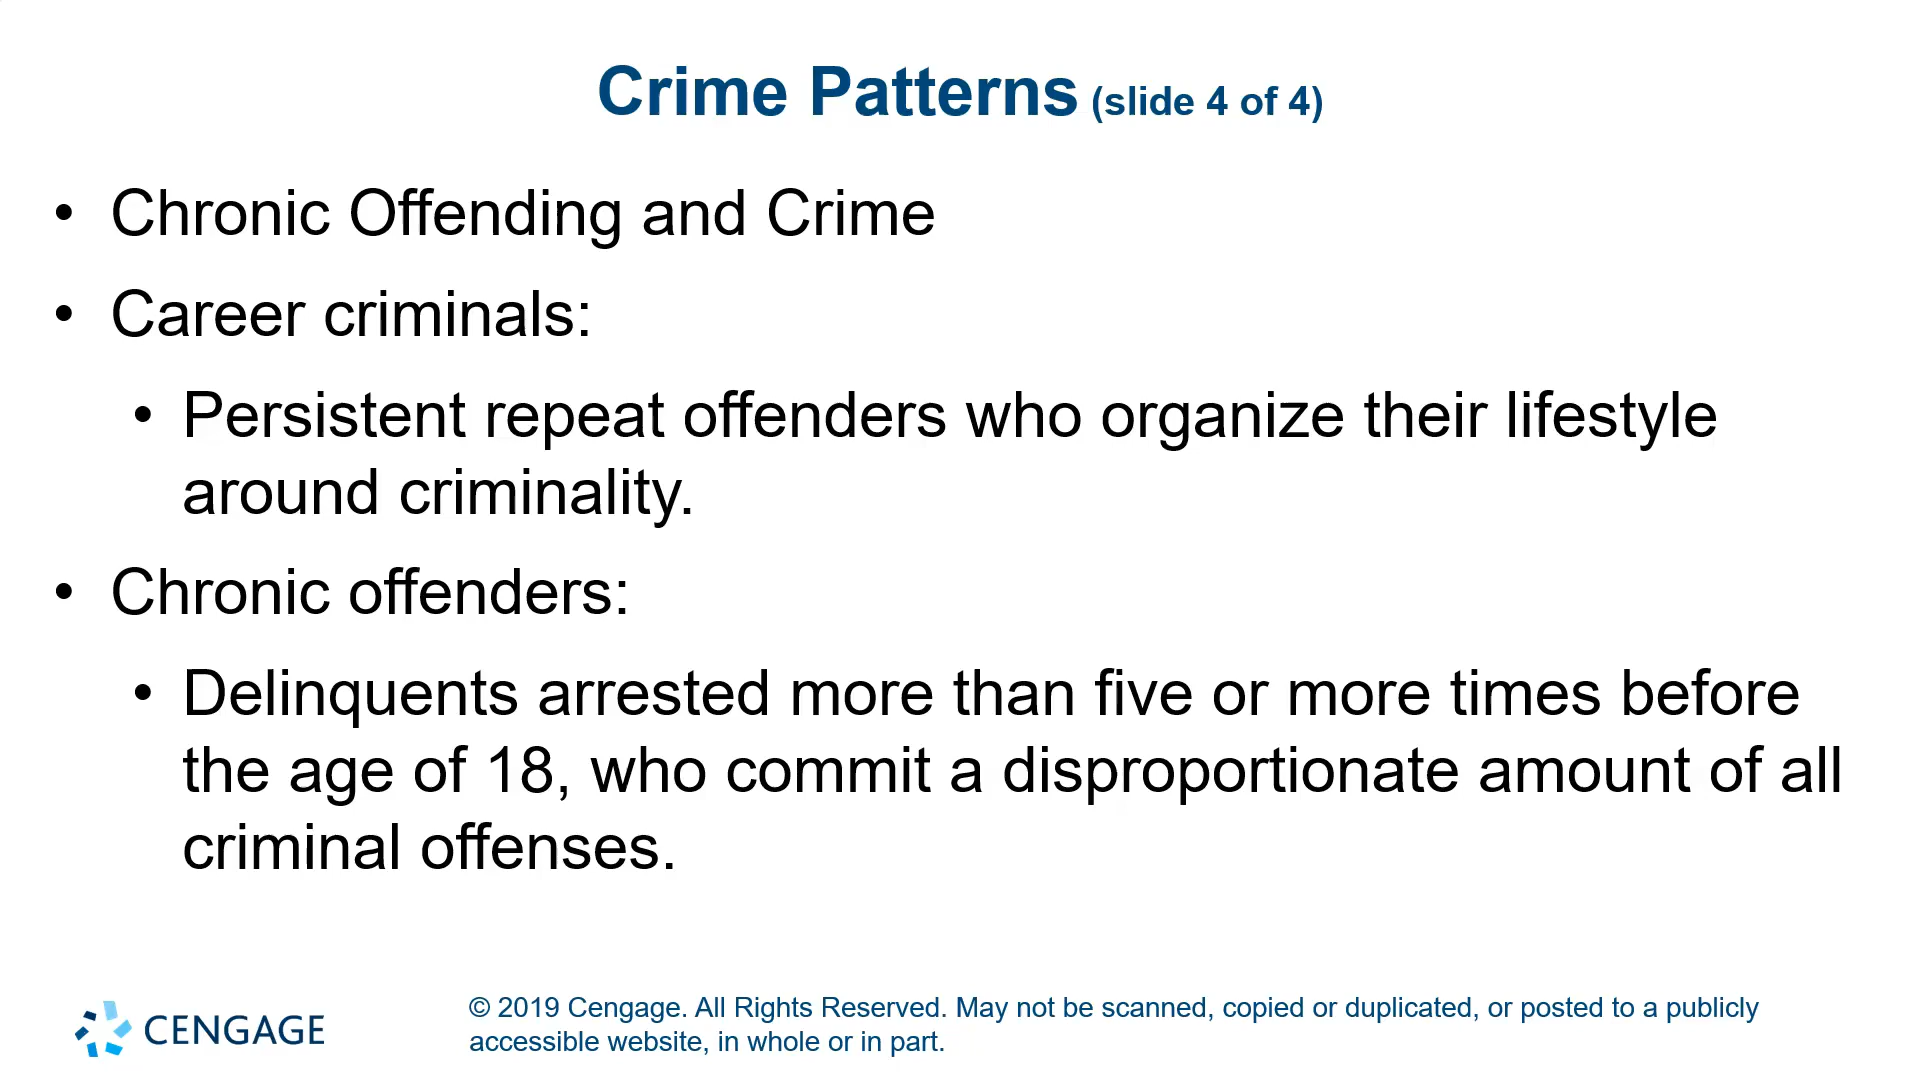 Crime Patterns (slide 4 of 4)
• Chronic Offending and Crime
• Career criminals:
• Persistent repeat offenders who organize their lifestyle
around criminality.
• Chronic offenders:
• Delinquents arrested more than five or more times before
the age of 18, who commit a disproportionate amount of all
criminal offenses.
CENGAGE
© 2019 Cengage. All Rights Reserved. May not be scanned, copied or duplicated, or posted to a publicly
accessible website, in whole or in part.